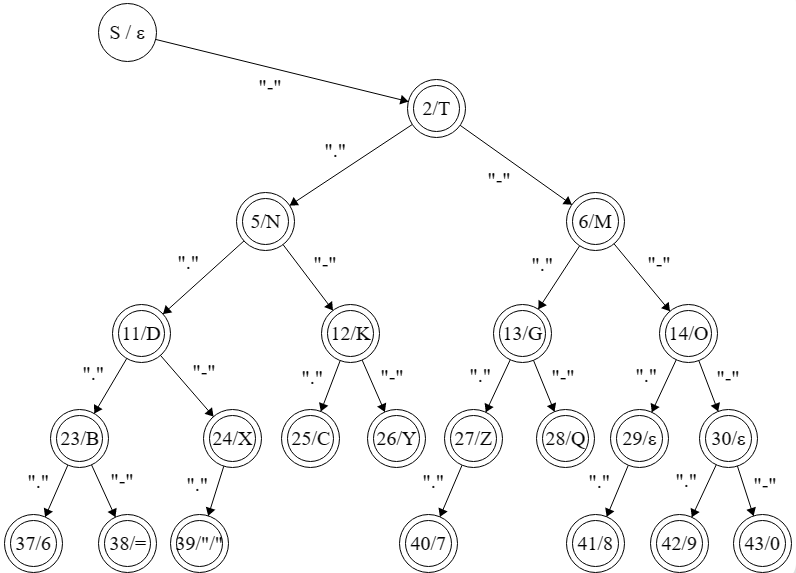 S / ε
"-"
2/T
"." "-"
5/N 6/M
"." "-" "." "-"
11/D 12/K 13/G 14/O
"." "-" "." "-" "." "-" "." "-"
23/B 24/X 25/C 26/Y 27/Z 28/Q 29/ε 30/ε
"." "-" "." "." "." "." "-"
37/6 38/= 39/"/" 40/7 41/8 42/9 43/0